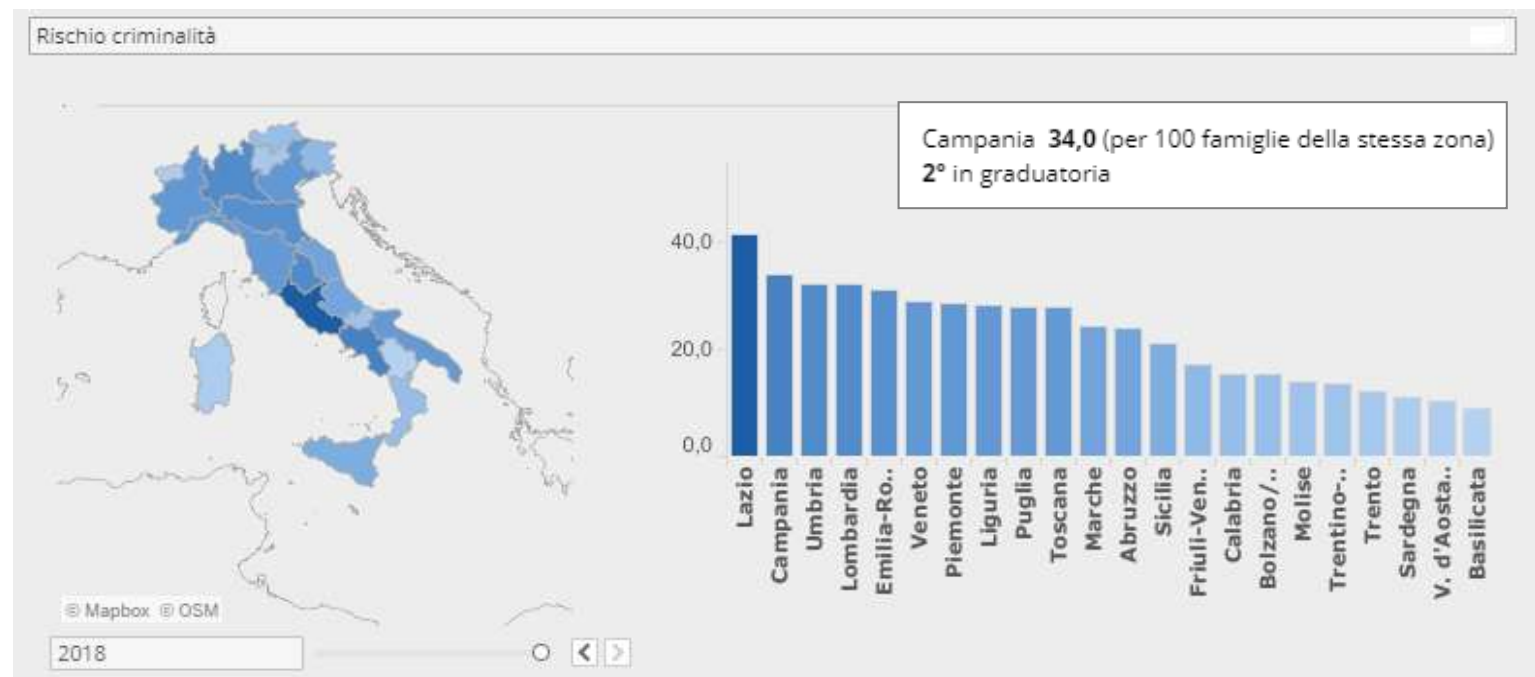 Rischio criminalità
Campania 34,0 (per 100 famiglie della stessa zona)
2° in graduatoria
40,0
20,0
0,0
Lazio
Campania
Umbria
Lombardia
Emilia-Ro..
Veneto
Piemonte
Liguria
Puglia
Toscana
Marche
Abruzzo
Sicilia
Friuli-Ven..
Calabria
Bolzano/..
Molise
Trentino-..
Trento
Sardegna
V. d'Aosta..
Basilicata
© Mapbox © OSM
2018